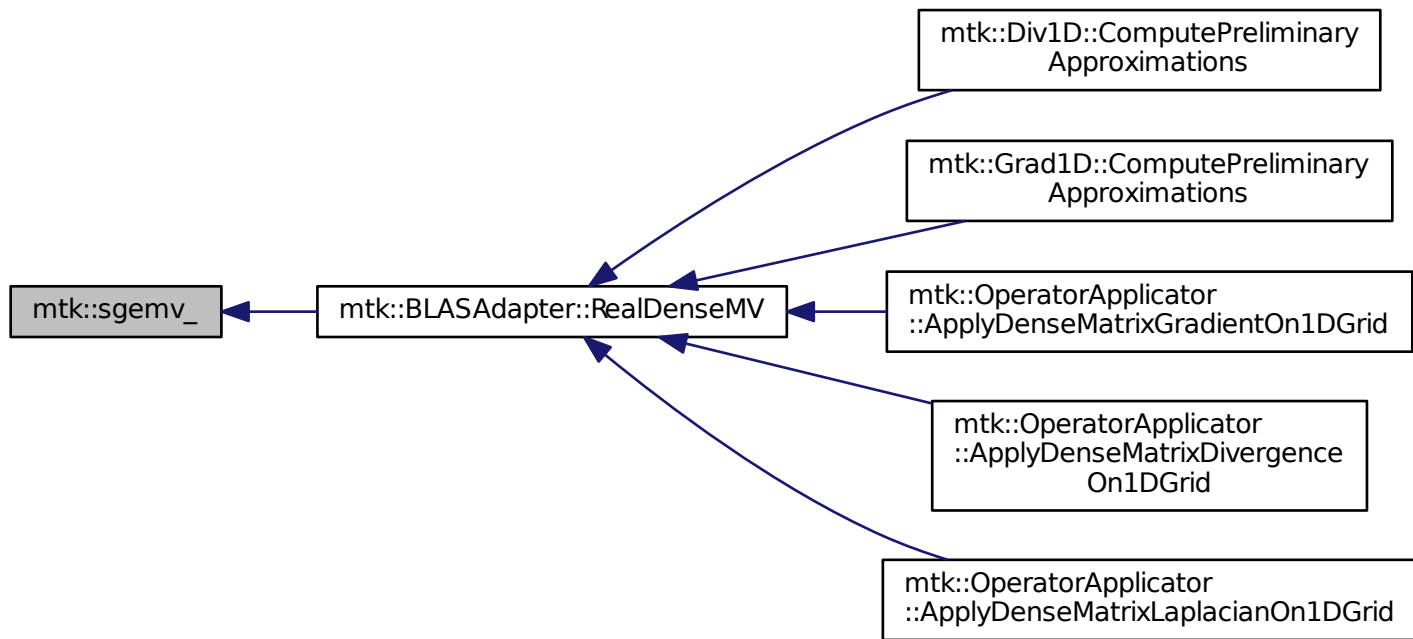 mtk::Div1D::ComputePreliminary
Approximations
mtk::Grad1D::ComputePreliminary
Approximations
mtk::sgemv_
mtk::BLASAdapter::RealDenseMV
mtk::OperatorApplicator
::ApplyDenseMatrixGradientOn1DGrid
mtk::OperatorApplicator
::ApplyDenseMatrixDivergence
On1DGrid
mtk::OperatorApplicator
::ApplyDenseMatrixLaplacianOn1DGrid